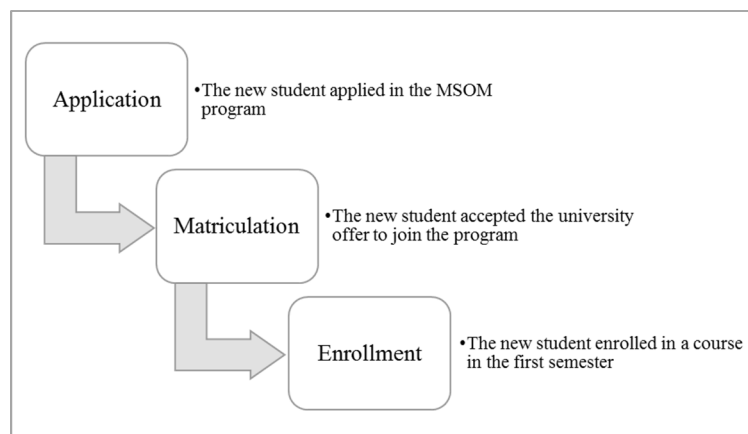 Application
•The new student applied in the MSOM
program
Matriculation
•The new student accepted the university
offer to join the program
Enrollment
•The new student enrolled in a course
in the first semester